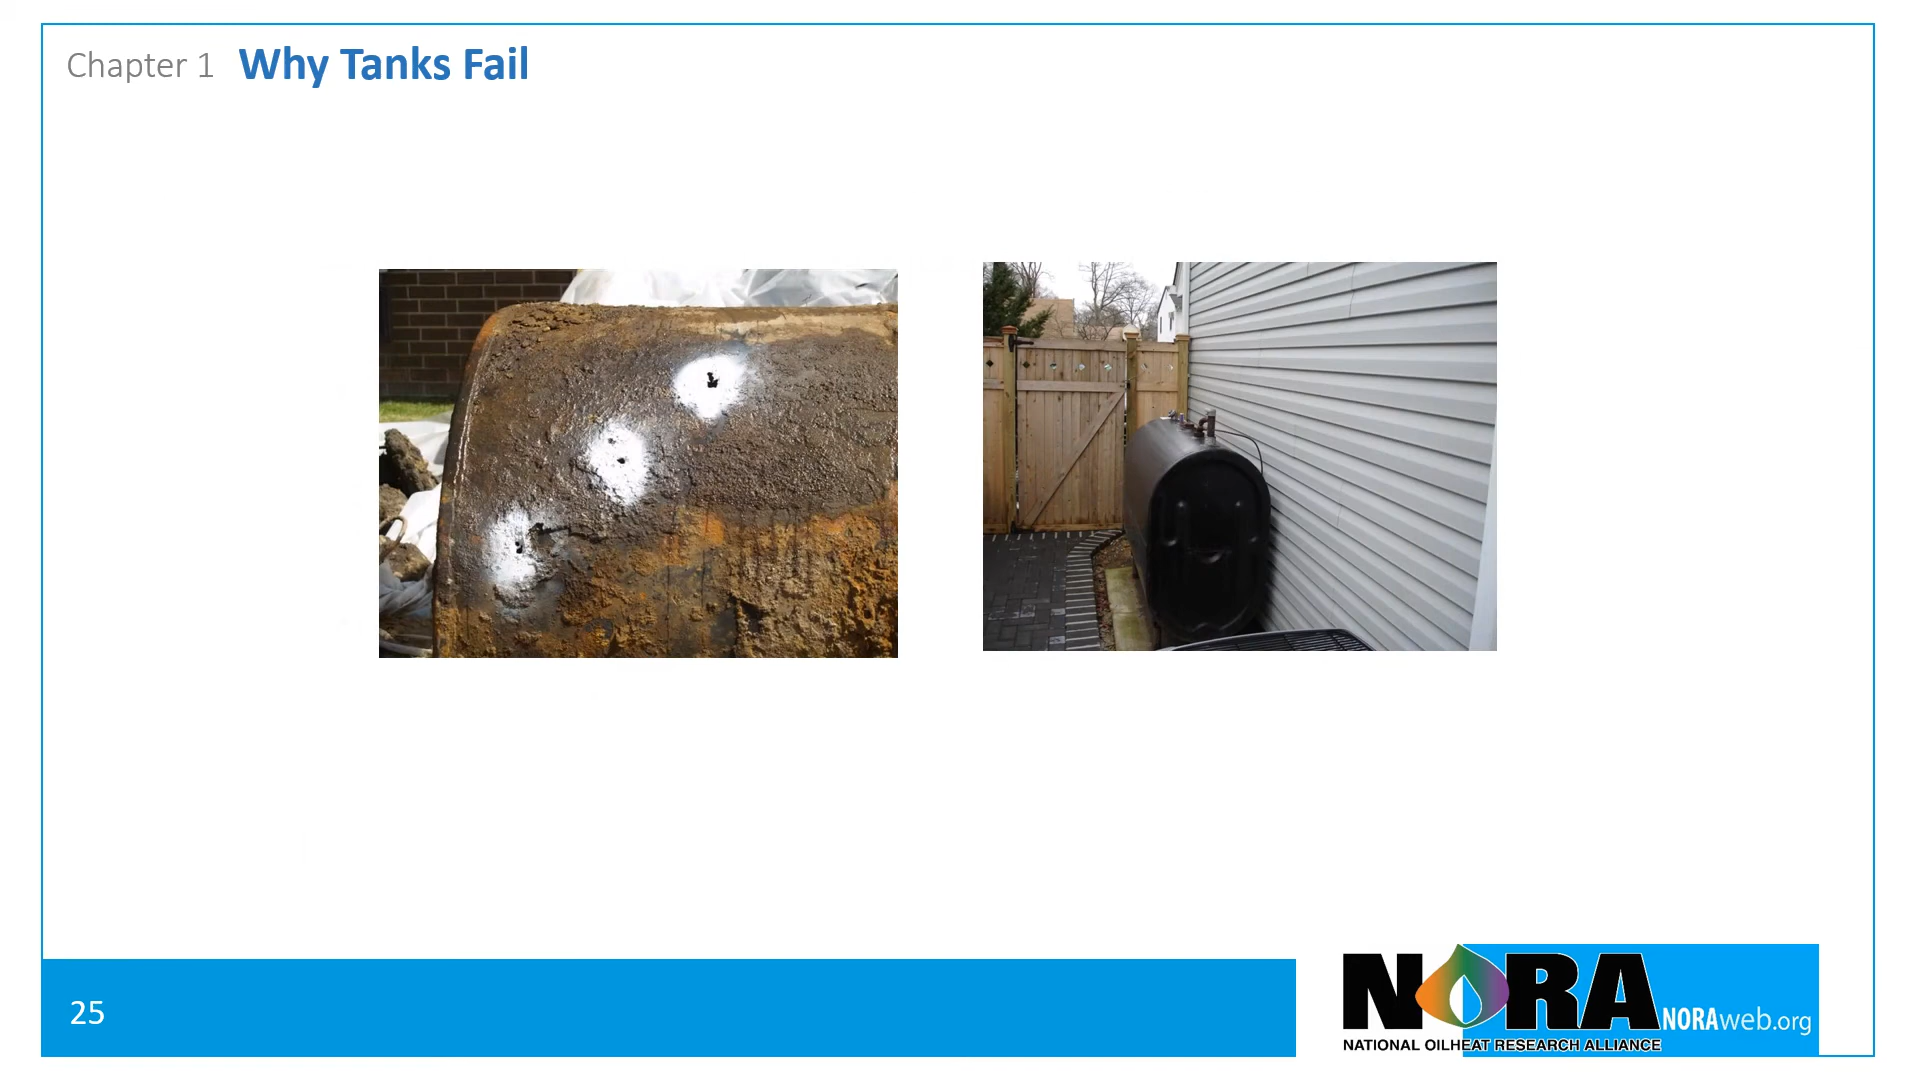 Chapter 1 Why Tanks Fail
25
NORA
NORAweb.org
NATIONAL OILHEAT RESEARCH ALLIANCE